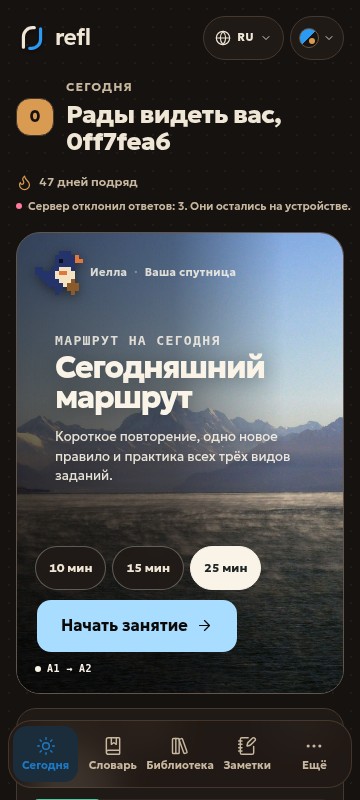 refl
RU
СЕГОДНЯ
0
Рады видеть вас,
0ff7fea6
47 дней подряд
Сервер отклонил ответов: 3. Они остались на устройстве.
Иелла · Ваша спутница
МАРШРУТ НА СЕГОДНЯ
Сегодняшний
маршрут
Короткое повторение, одно новое
правило и практика всех трёх видов
заданий.
10 мин
15 мин
25 мин
Начать занятие →
A1 → A2
Сегодня
Словарь
Библиотека
Заметки
Ещё